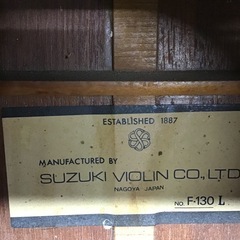 ESTABLISHED 1887
MANUFACTURED BY
SUZUKI VIOLIN CO., LTD
NAGOYA JAPAN
NO. F-130 L